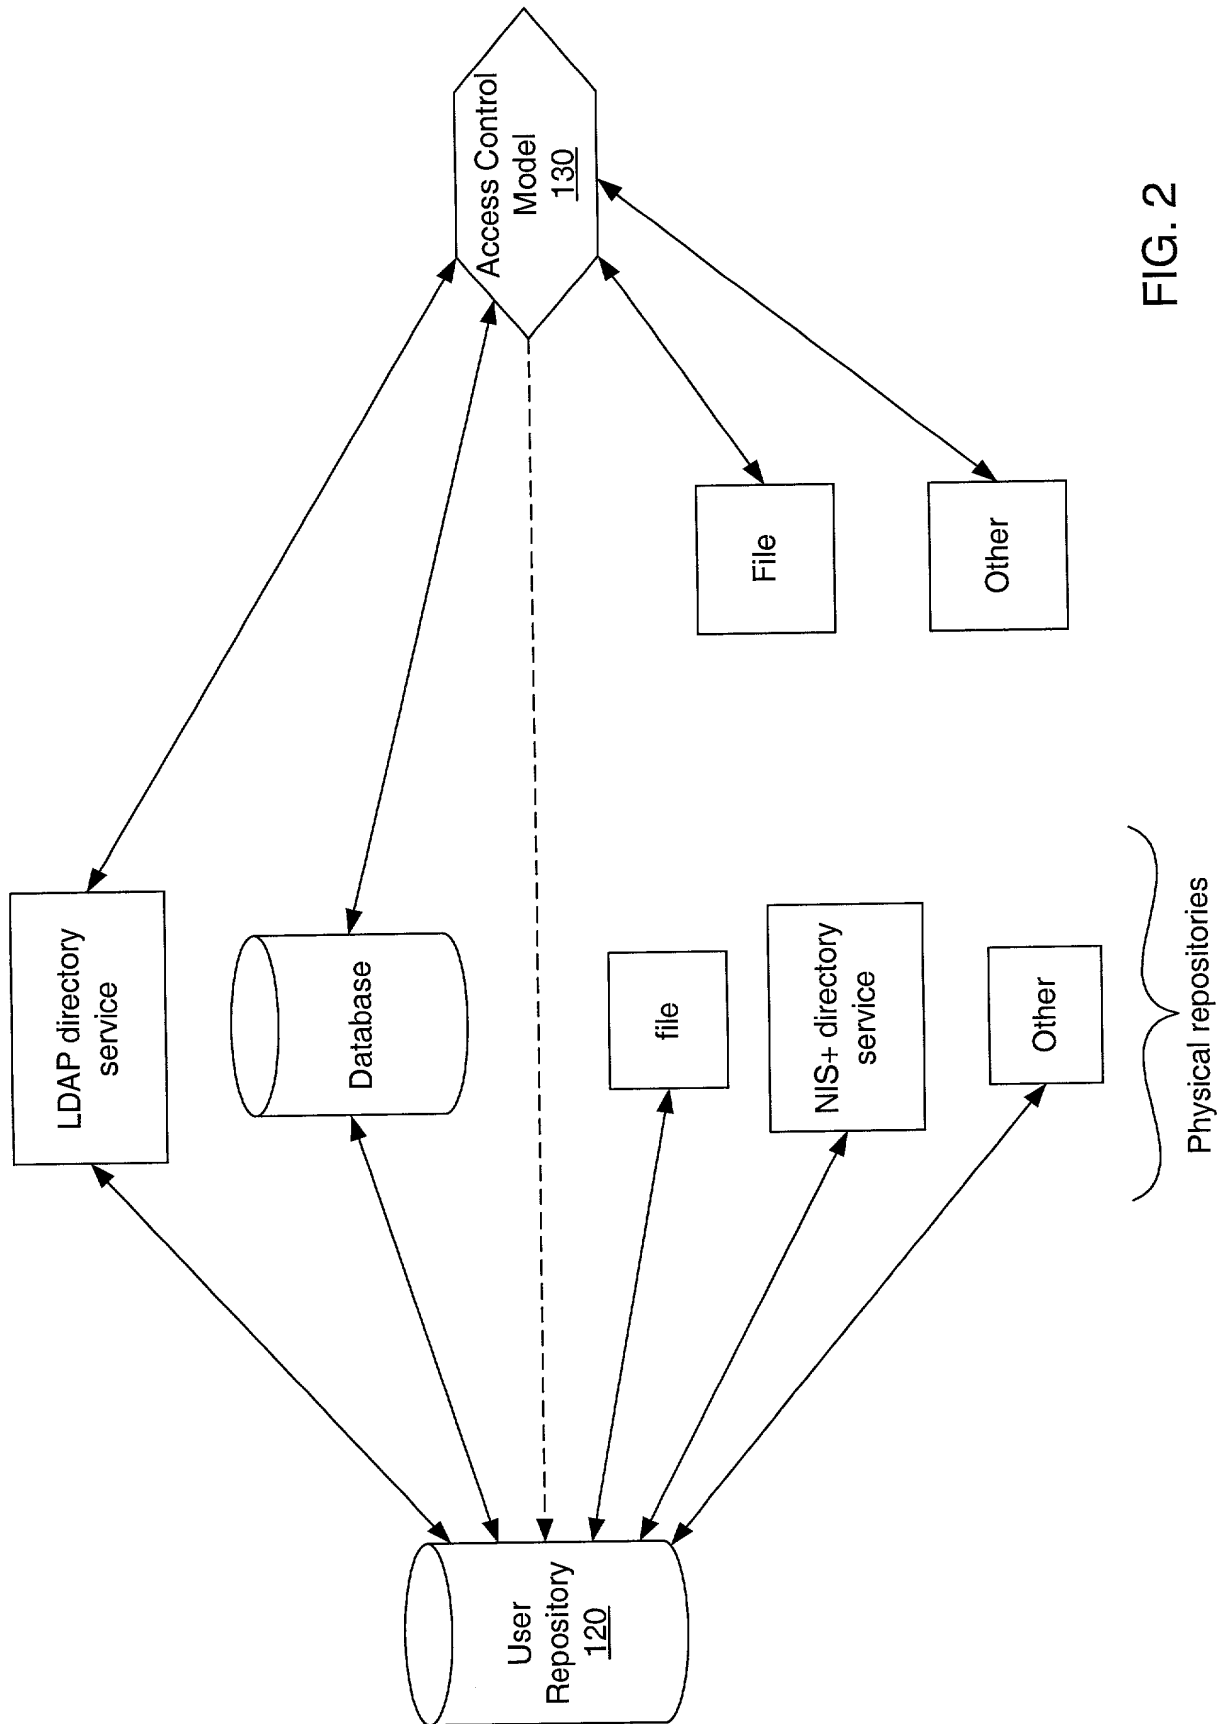 LDAP directory
service
Database
User
Repository
120
Access Control
Model
130
file
File
NIS+ directory
service
Other
Other
Physical repositories
FIG. 2